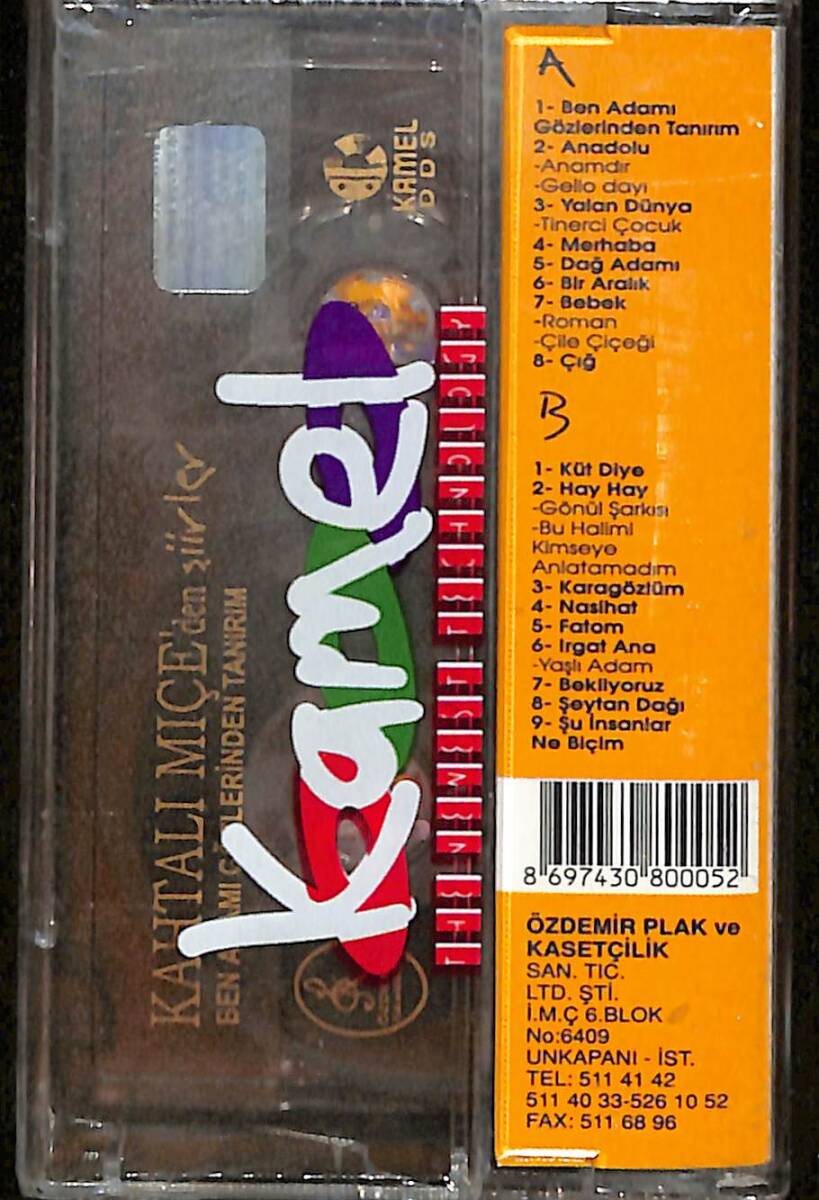 A
1- Ben Adamı
Gözlerinden Tanırım
2- Anadolu
-Anamdır
-Gello dayı
3- Yalan Dünya
-Tinerci Çocuk
4- Merhaba
5- Dağ Adamı
6- Bir Aralık
7- Bebek
-Roman
-Çile Çiçeği
8- Çığ
B
1- Küt Diye
2- Hay Hay
-Gönül Şarkısı
-Bu Halimi
Kimseye
Anlatamadım
3- Karagözlüm
4- Nasihat
5- Fatom
6- Irgat Ana
-Yaşlı Adam
7- Bekliyoruz
8- Şeytan Dağı
9- Şu İnsanlar
Ne Biçim
8 697430 800052
ÖZDEMİR PLAK ve
KASETÇİLİK
SAN. TİC.
LTD. ŞTİ.
İ.M.Ç 6.BLOK
No:6409
UNKAPANI - İST.
TEL: 511 41 42
511 40 33-526 10 52
FAX: 511 68 96
KAMEL
DDS
Kamel
THE NEWEST TECHNOLOGY
KAHTALI MIÇE'den şiirler
BEN ADAMI GÖZLERİNDEN TANIRIM